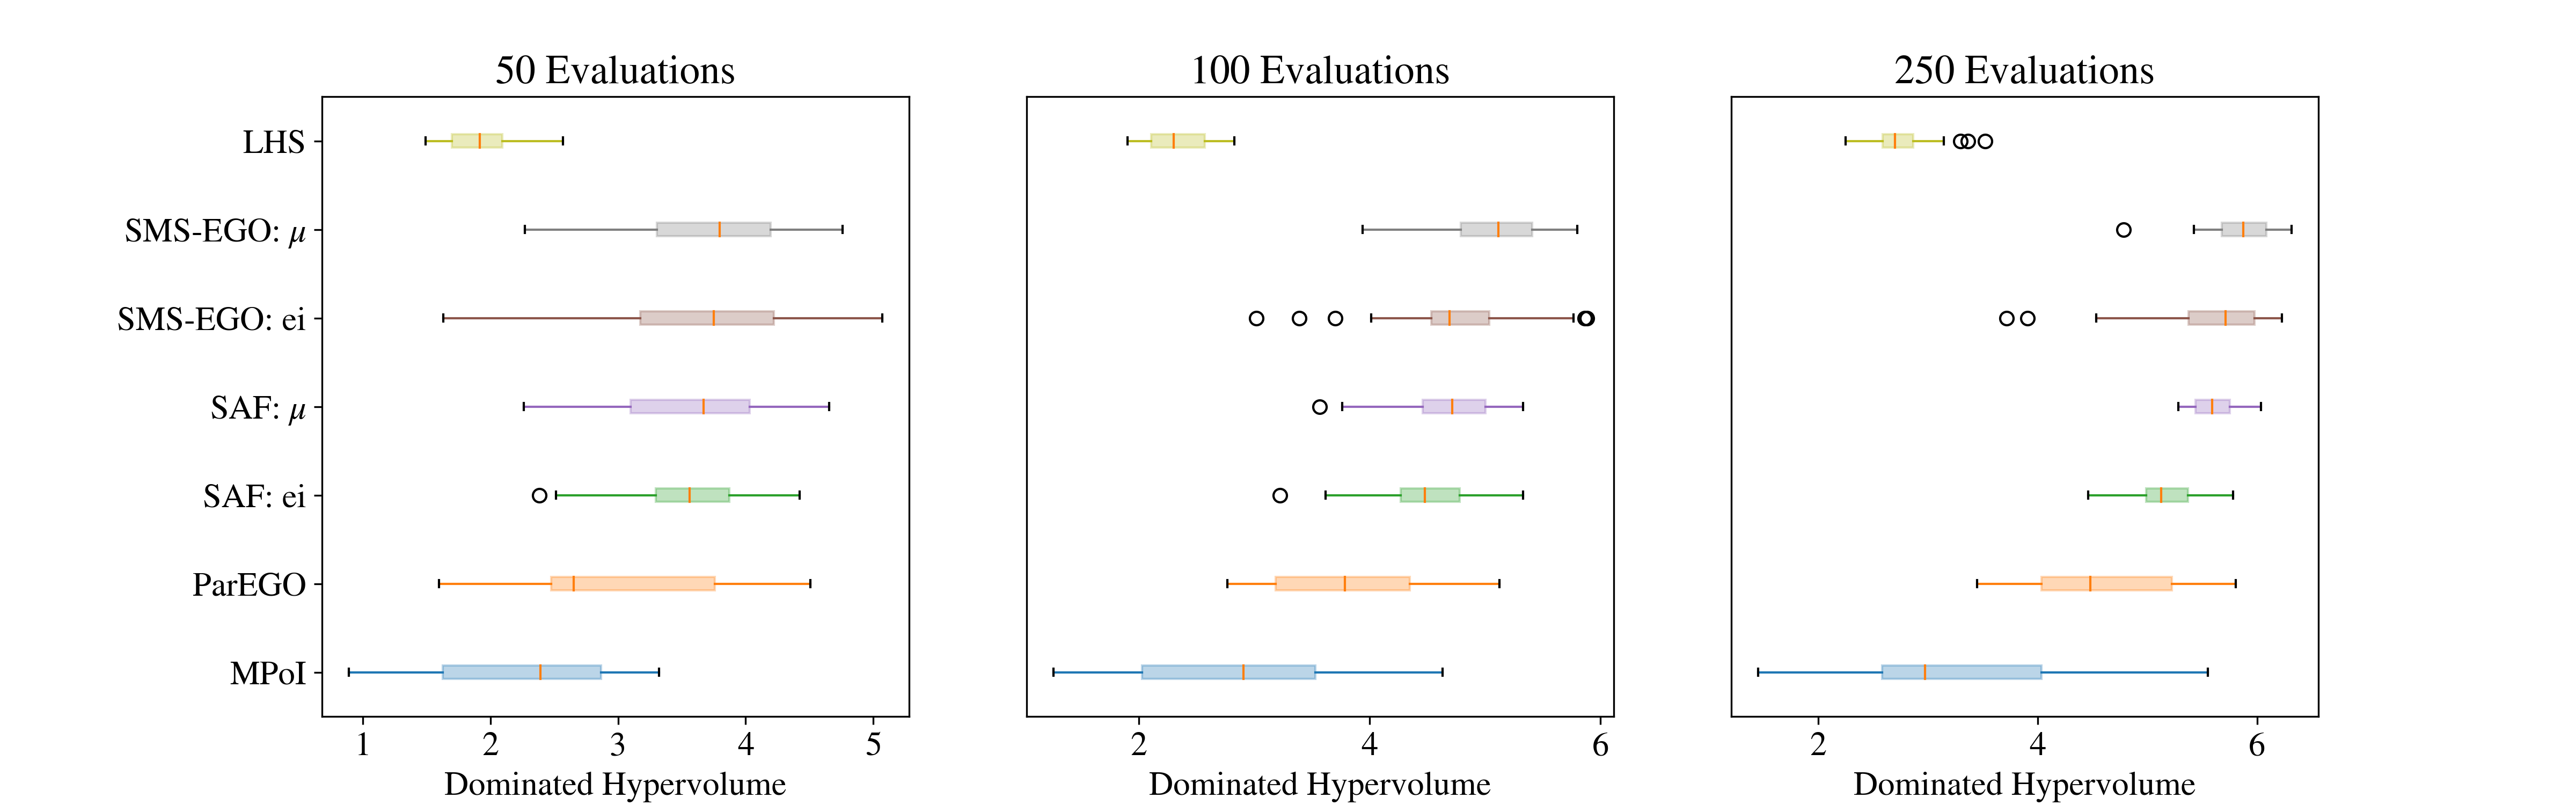 50 Evaluations
100 Evaluations
250 Evaluations
LHS
SMS-EGO: μ
SMS-EGO: ei
SAF: μ
SAF: ei
ParEGO
MPoI
1 2 3 4 5
2 4 6
2 4 6
Dominated Hypervolume
Dominated Hypervolume
Dominated Hypervolume